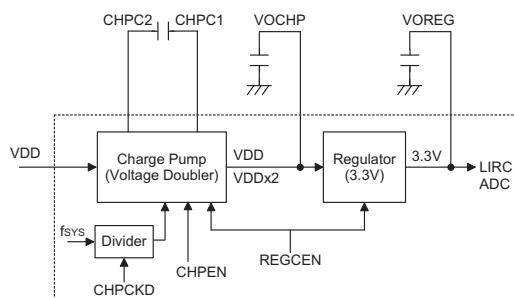 CHPC2 CHPC1 VOCHP VOREG
VDD
Charge Pump
(Voltage Doubler)
VDD
VDDx2
Regulator
(3.3V)
3.3V
LIRC
ADC
fSYS
Divider
CHPEN
REGCEN
CHPCKD